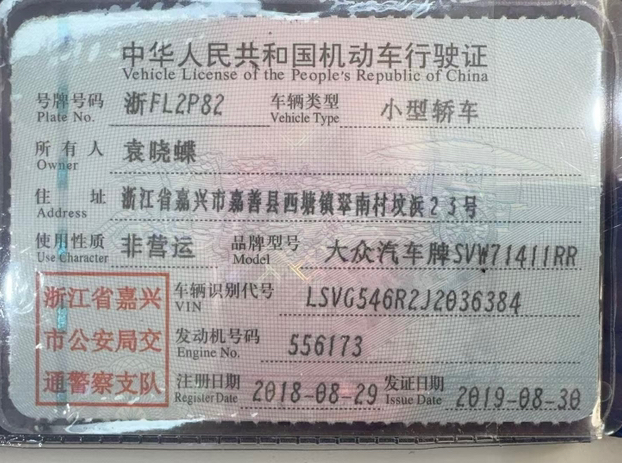 中华人民共和国机动车行驶证
Vehicle License of the People's Republic of China
号牌号码 浙FL2P82 车辆类型 小型轿车
Plate No. Vehicle Type
所有人 袁晓蝶
Owner
住址 浙江省嘉兴市嘉善县西塘镇翠南村坟浜23号
Address
使用性质 非营运 品牌型号 大众汽车牌SVW71411RR
Use Character Model
浙江省嘉兴
市公安局交
通警察支队
车辆识别代号 LSVG546R2J2036384
VIN
发动机号码 556173
Engine No.
注册日期 2018-08-29 发证日期 2019-08-30
Register Date Issue Date